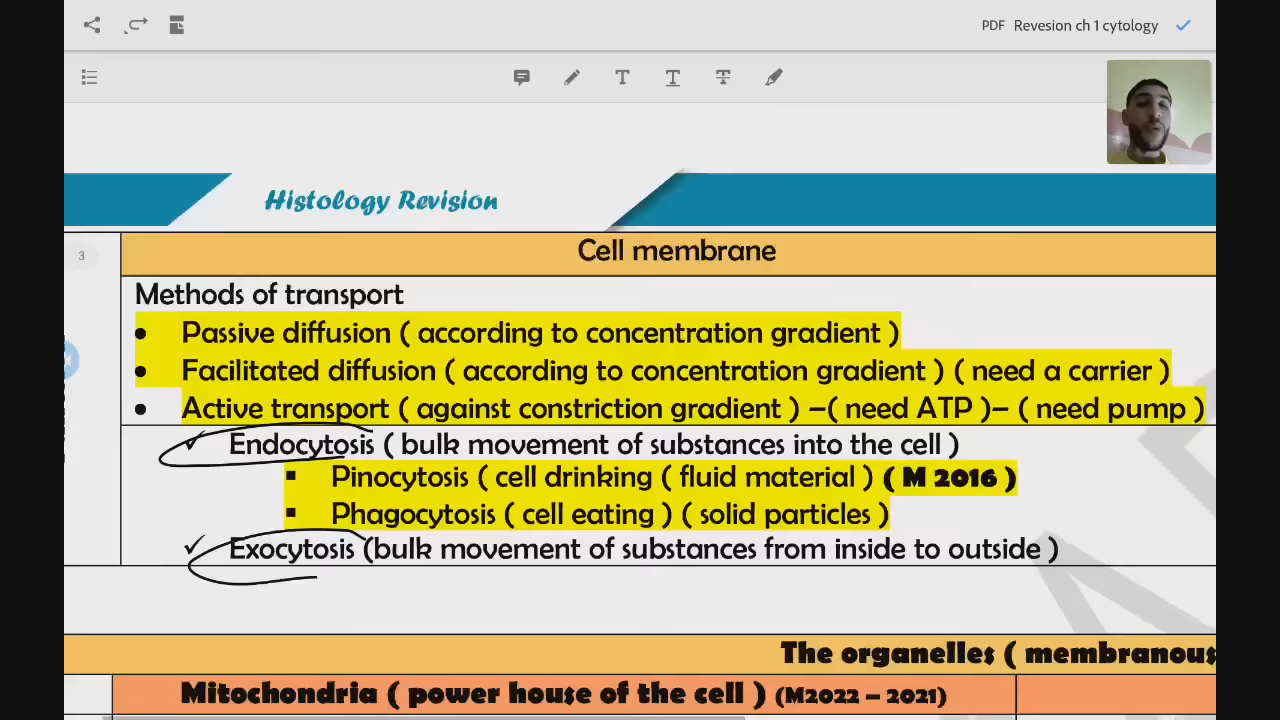 PDF Revesion ch 1 cytology
Histology Revision
3
Cell membrane
Methods of transport
• Passive diffusion ( according to concentration gradient )
• Facilitated diffusion ( according to concentration gradient ) ( need a carrier )
• Active transport ( against constriction gradient ) –( need ATP )– ( need pump )
✓ Endocytosis ( bulk movement of substances into the cell )
▪ Pinocytosis ( cell drinking ( fluid material ) ( M 2016 )
▪ Phagocytosis ( cell eating ) ( solid particles )
✓ Exocytosis (bulk movement of substances from inside to outside )
The organelles ( membranous
Mitochondria ( power house of the cell ) (M2022 – 2021)